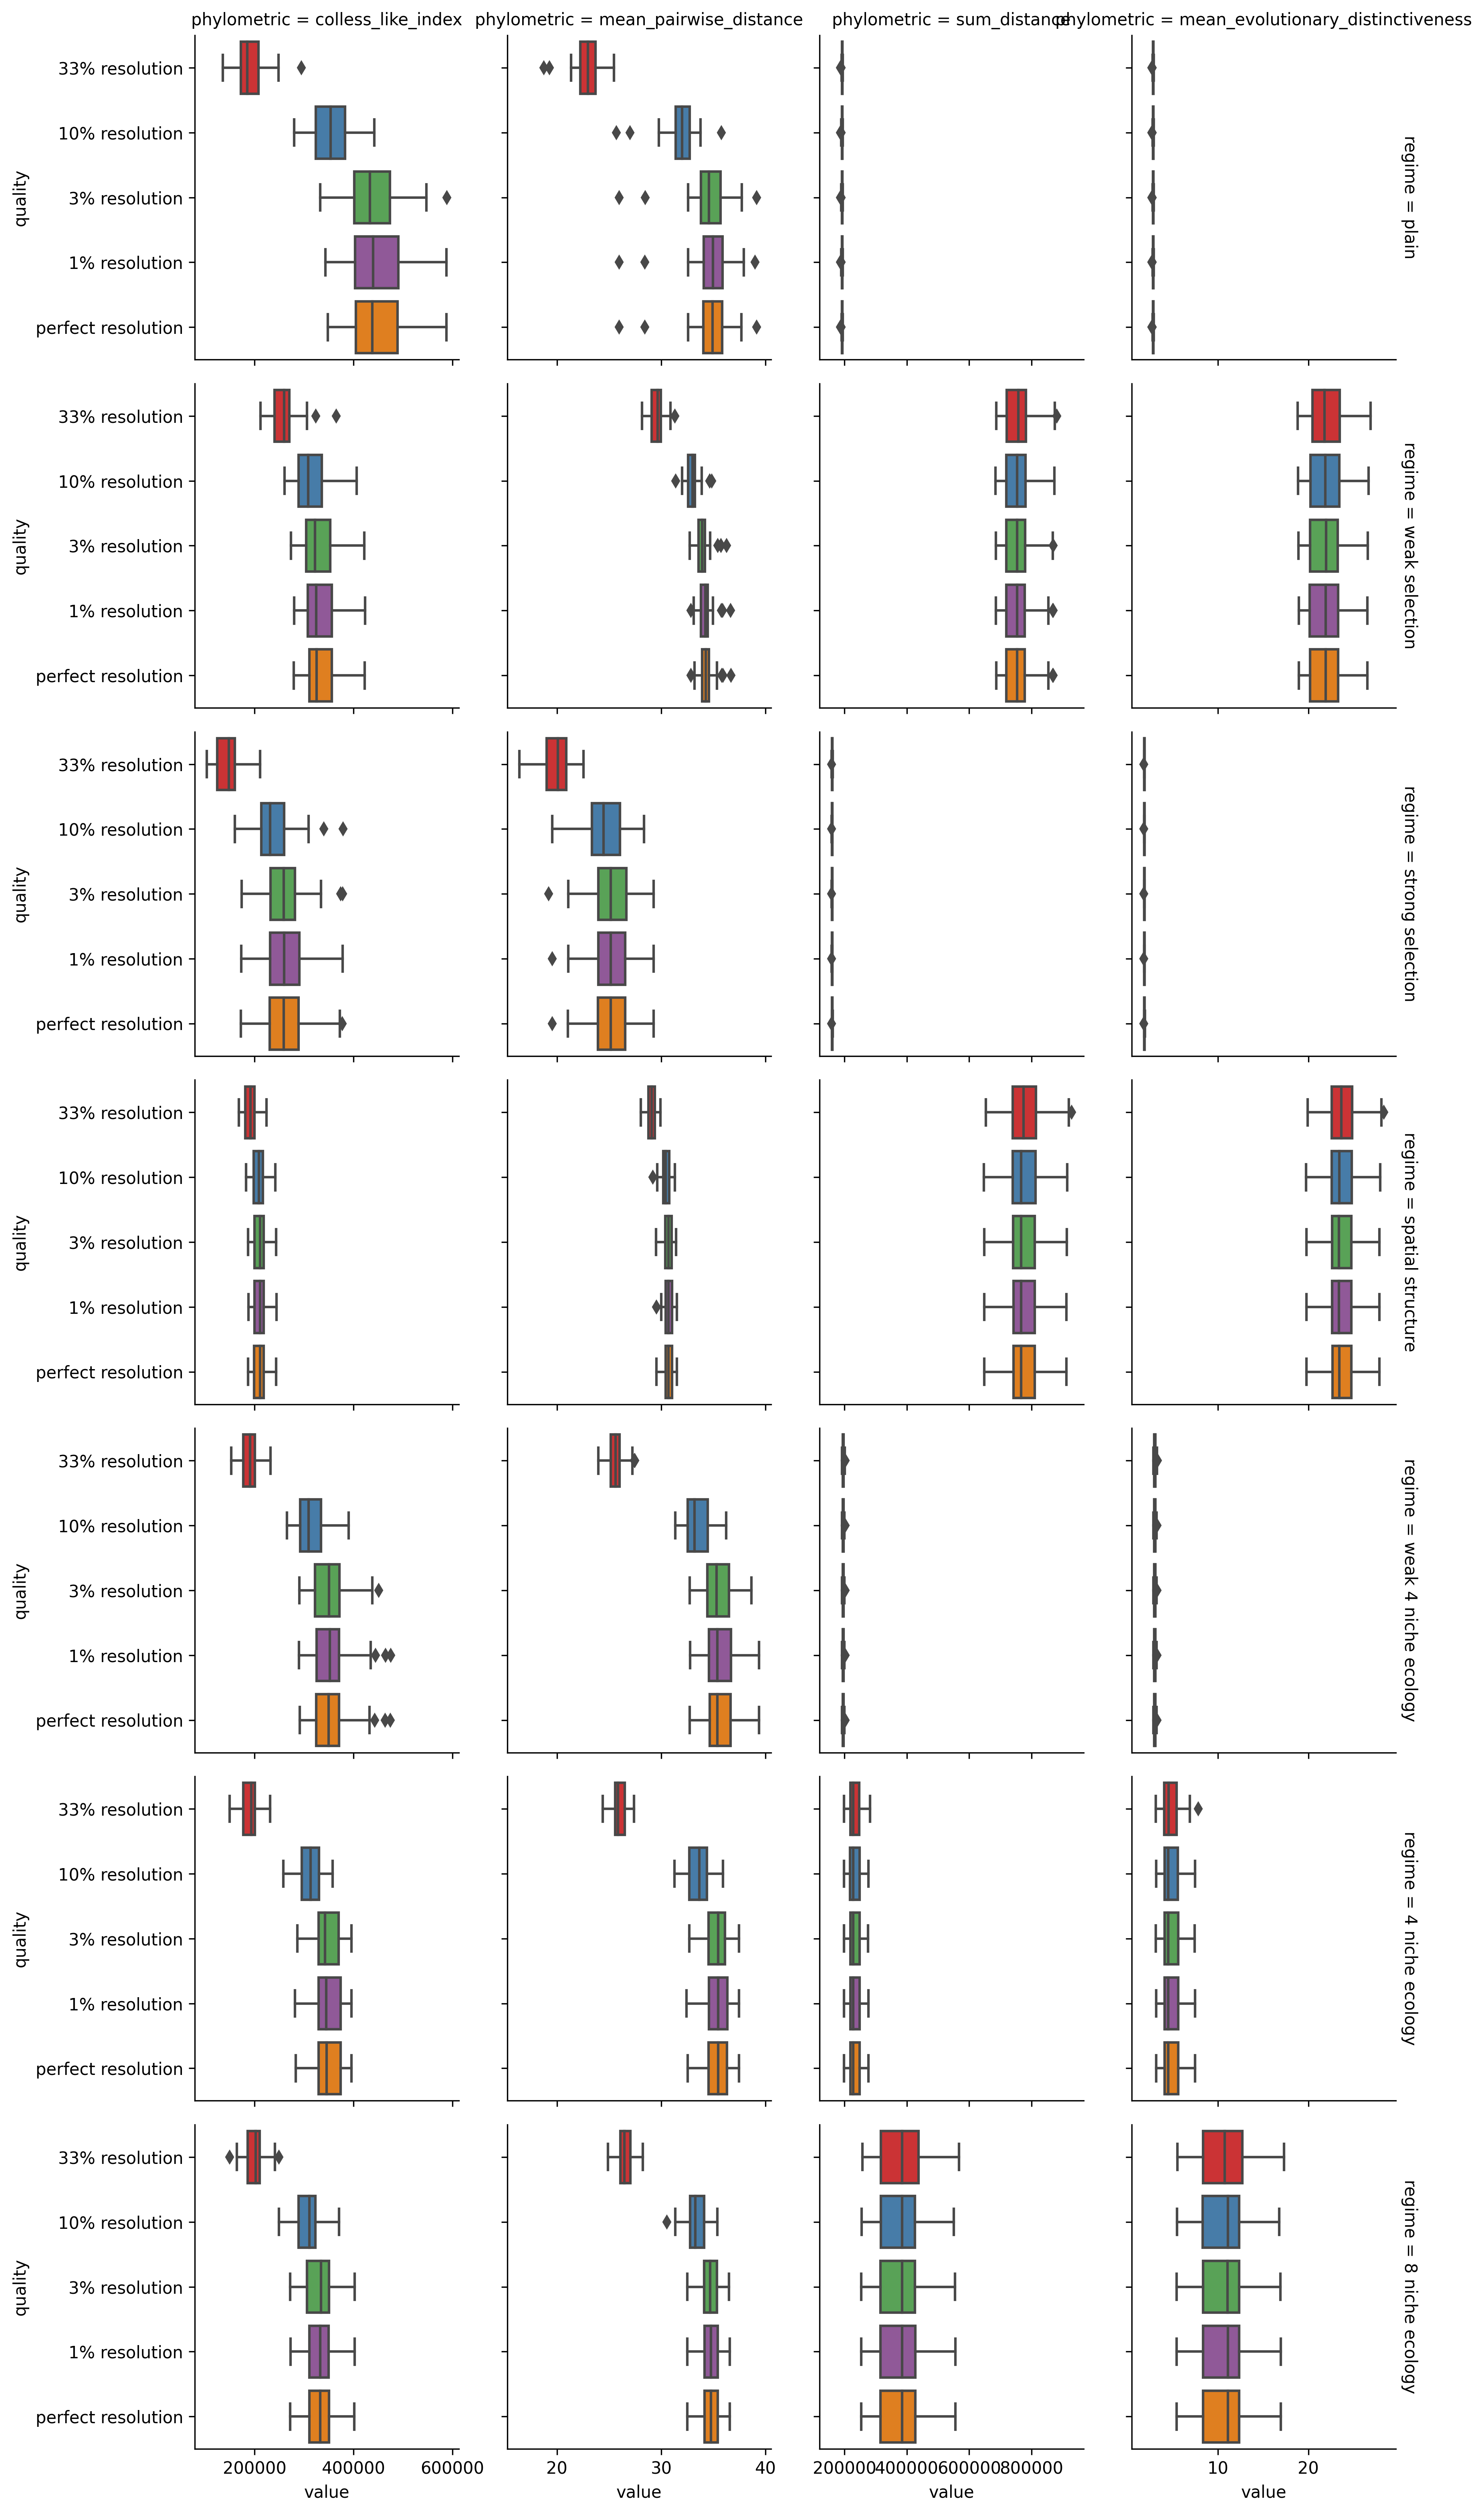 phylometric = colless_like_index
phylometric = mean_pairwise_distance
phylometric = sum_distance
phylometric = mean_evolutionary_distinctiveness
quality
33% resolution
10% resolution
3% resolution
1% resolution
perfect resolution
regime = plain
quality
33% resolution
10% resolution
3% resolution
1% resolution
perfect resolution
regime = weak selection
quality
33% resolution
10% resolution
3% resolution
1% resolution
perfect resolution
regime = strong selection
quality
33% resolution
10% resolution
3% resolution
1% resolution
perfect resolution
regime = spatial structure
quality
33% resolution
10% resolution
3% resolution
1% resolution
perfect resolution
regime = weak 4 niche ecology
quality
33% resolution
10% resolution
3% resolution
1% resolution
perfect resolution
regime = 4 niche ecology
quality
33% resolution
10% resolution
3% resolution
1% resolution
perfect resolution
regime = 8 niche ecology
200000 400000 600000
20 30 40
200000 400000 600000 800000
10 20
value
value
value
value